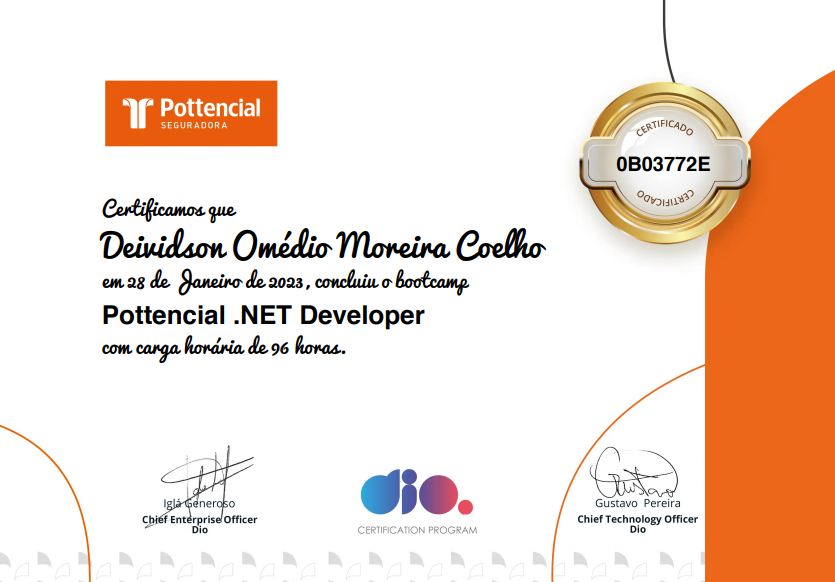 Pottencial
SEGURADORA
CERTIFICADO
0B03772E
CERTIFICADO
Certificamos que
Deividson Omédio Moreira Coelho
em 28 de Janeiro de 2023, concluiu o bootcamp
Pottencial .NET Developer
com carga horária de 96 horas.
Iglá Generoso
Chief Enterprise Officer
Dio
dio.
CERTIFICATION PROGRAM
Gustavo
Gustavo Pereira
Chief Technology Officer
Dio